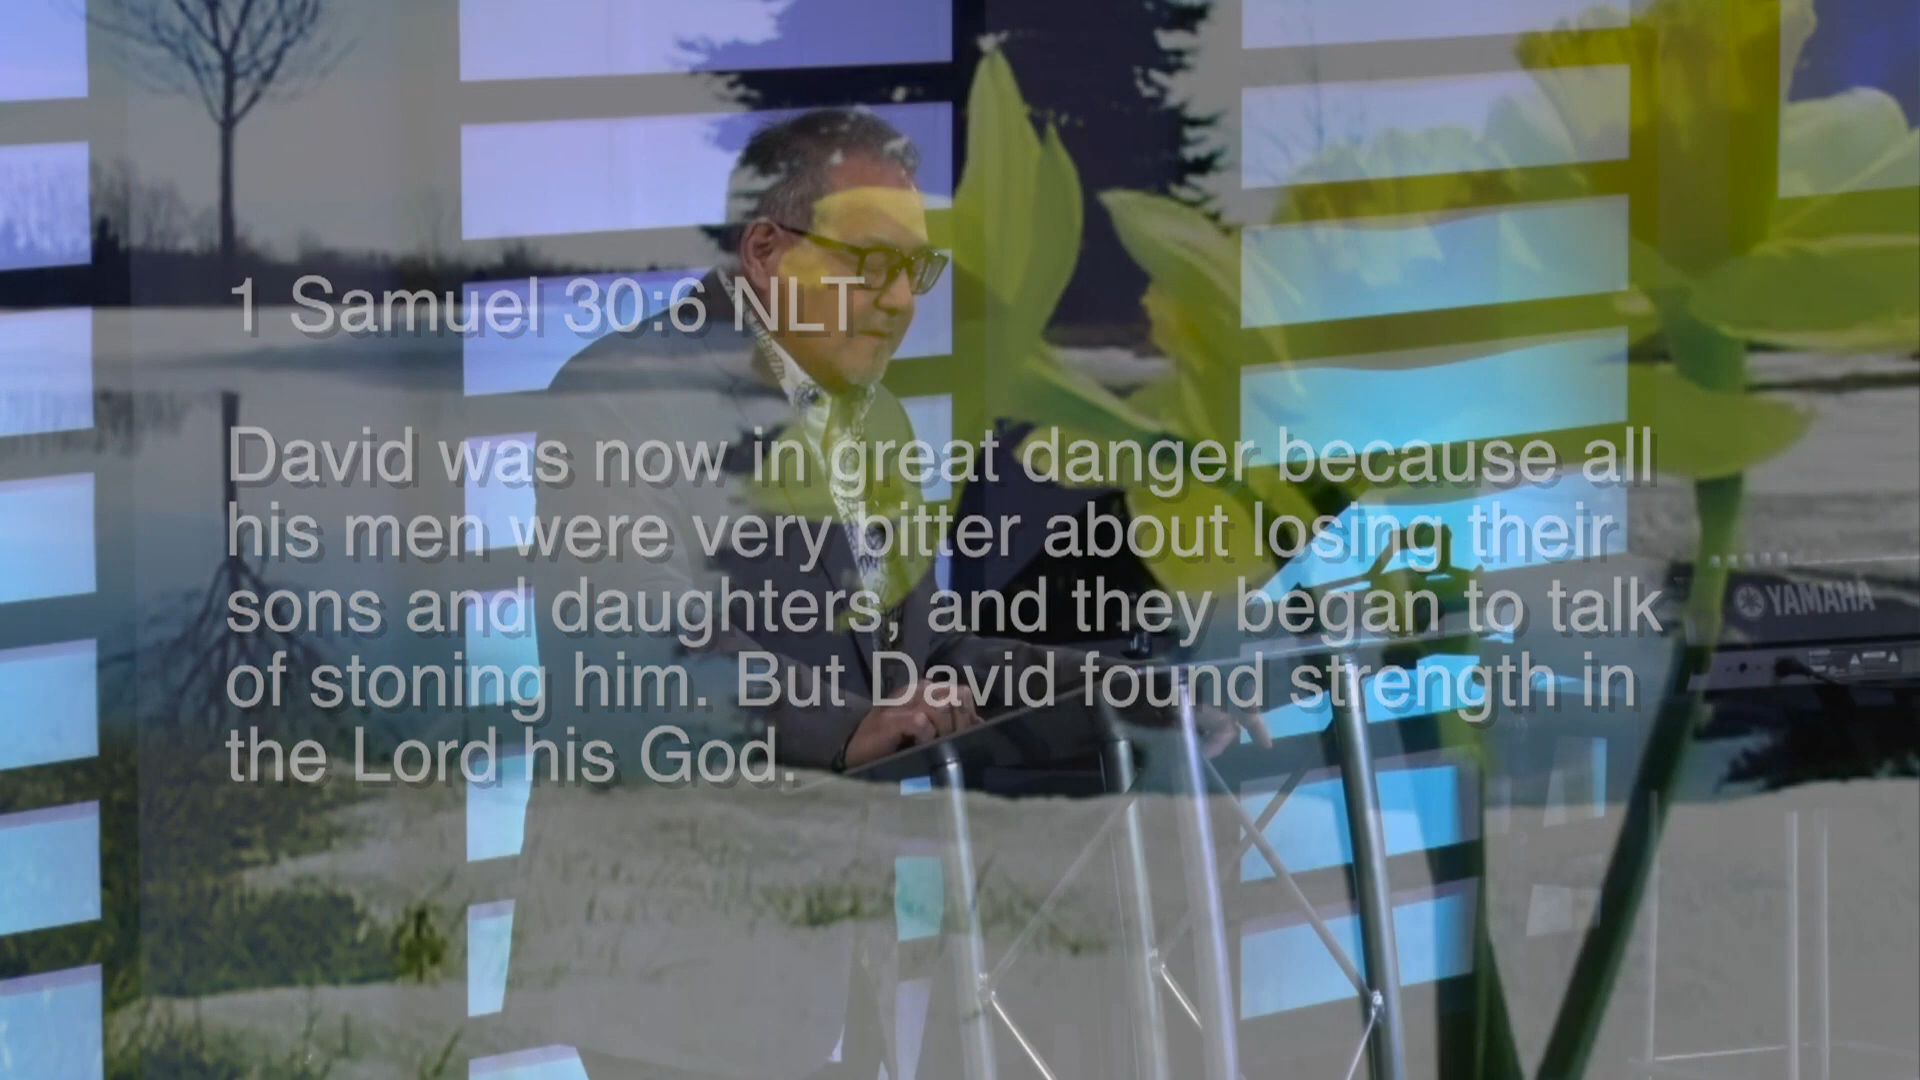 1 Samuel 30:6 NLT
David was now in great danger because all
his men were very bitter about losing their
sons and daughters, and they began to talk
of stoning him. But David found strength in
the Lord his God.
YAMAHA